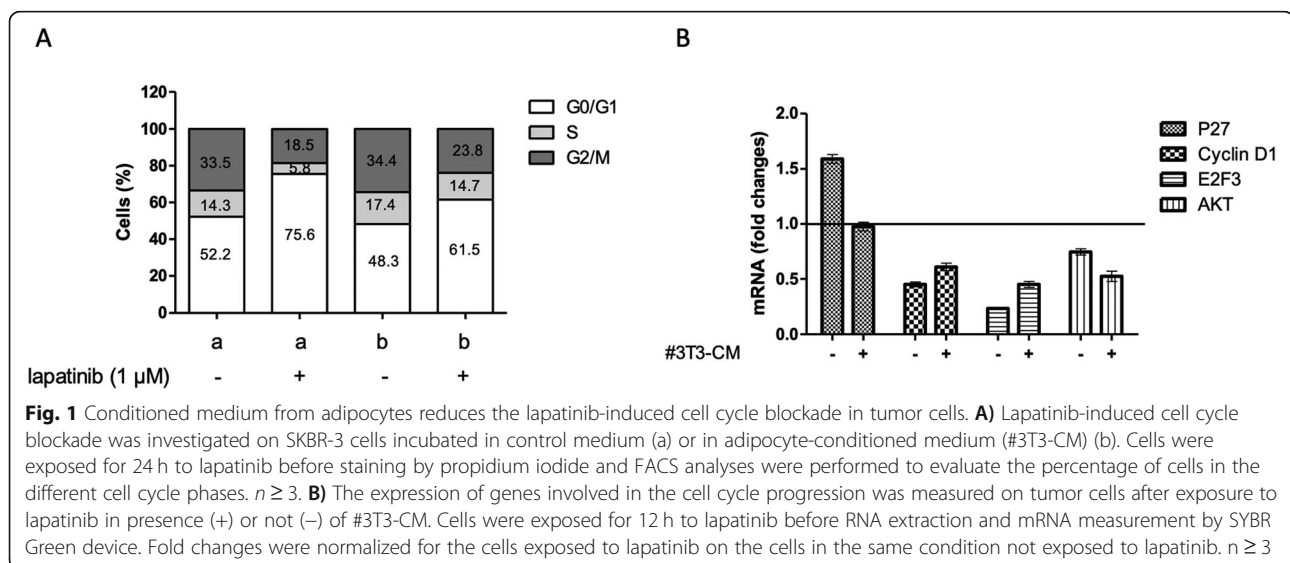 A
120
100
80
60
40
20
0
Cells (%)
33.5
14.3
52.2
18.5
5.8
75.6
34.4
17.4
48.3
23.8
14.7
61.5
G0/G1
S
G2/M
a a b b
lapatinib (1 µM) - + - +
B
2.0
1.5
1.0
0.5
0.0
mRNA (fold changes)
P27
Cyclin D1
E2F3
AKT
#3T3-CM - + - + - + - +
Fig. 1 Conditioned medium from adipocytes reduces the lapatinib-induced cell cycle blockade in tumor cells. A) Lapatinib-induced cell cycle
blockade was investigated on SKBR-3 cells incubated in control medium (a) or in adipocyte-conditioned medium (#3T3-CM) (b). Cells were
exposed for 24 h to lapatinib before staining by propidium iodide and FACS analyses were performed to evaluate the percentage of cells in the
different cell cycle phases. n ≥ 3. B) The expression of genes involved in the cell cycle progression was measured on tumor cells after exposure to
lapatinib in presence (+) or not (−) of #3T3-CM. Cells were exposed for 12 h to lapatinib before RNA extraction and mRNA measurement by SYBR
Green device. Fold changes were normalized for the cells exposed to lapatinib on the cells in the same condition not exposed to lapatinib. n ≥ 3